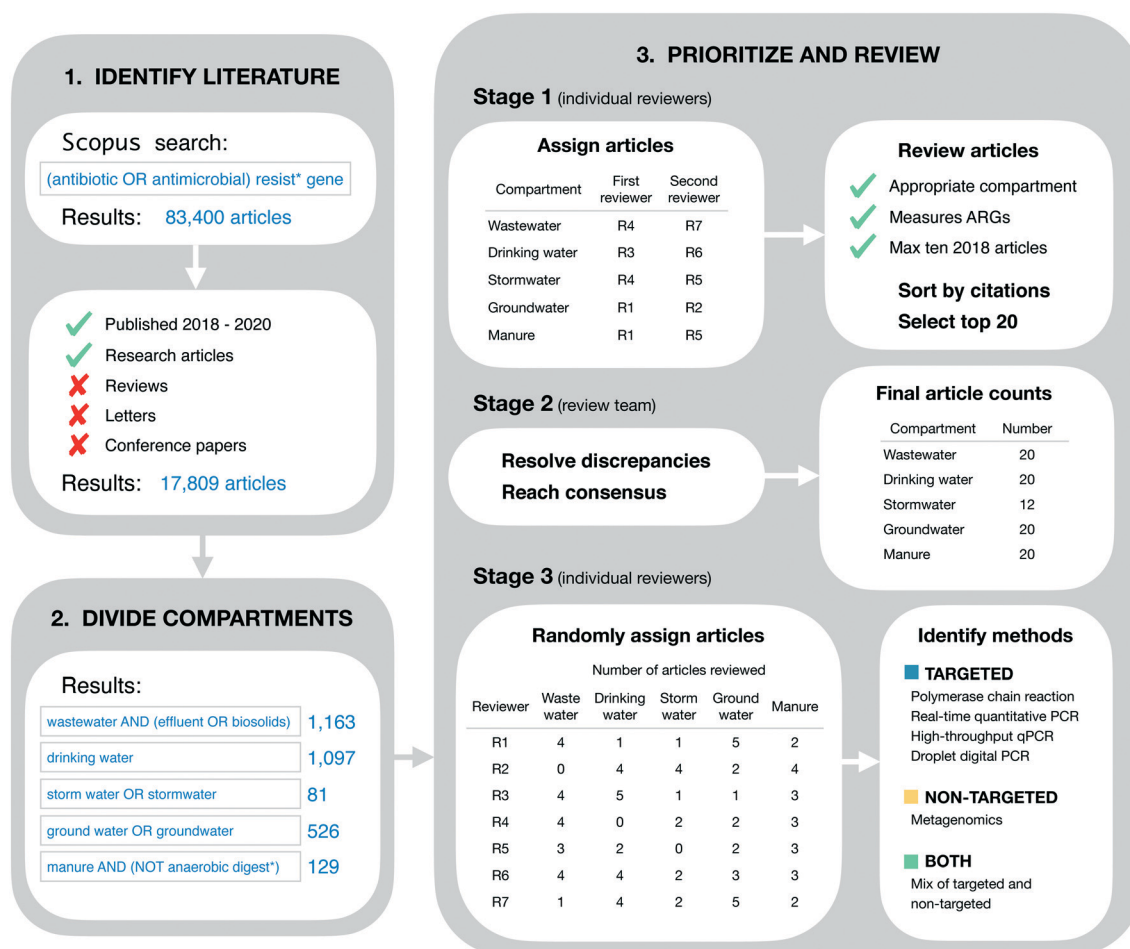 1. IDENTIFY LITERATURE
Scopus search:
(antibiotic OR antimicrobial) resist* gene
Results: 83,400 articles
Published 2018 - 2020
Research articles
Reviews
Letters
Conference papers
Results: 17,809 articles
2. DIVIDE COMPARTMENTS
Results:
wastewater AND (effluent OR biosolids) 1,163
drinking water 1,097
storm water OR stormwater 81
ground water OR groundwater 526
manure AND (NOT anaerobic digest*) 129
3. PRIORITIZE AND REVIEW
Stage 1 (individual reviewers)
Assign articles
Compartment First reviewer Second reviewer
Wastewater R4 R7
Drinking water R3 R6
Stormwater R4 R5
Groundwater R1 R2
Manure R1 R5
Review articles
Appropriate compartment
Measures ARGs
Max ten 2018 articles
Sort by citations
Select top 20
Stage 2 (review team)
Resolve discrepancies
Reach consensus
Final article counts
Compartment Number
Wastewater 20
Drinking water 20
Stormwater 12
Groundwater 20
Manure 20
Stage 3 (individual reviewers)
Randomly assign articles
Number of articles reviewed
Reviewer Waste water Drinking water Storm water Ground water Manure
R1 4 1 1 5 2
R2 0 4 4 2 4
R3 4 5 1 1 3
R4 4 0 2 2 3
R5 3 2 0 2 3
R6 4 4 2 3 3
R7 1 4 2 5 2
Identify methods
TARGETED
Polymerase chain reaction
Real-time quantitative PCR
High-throughput qPCR
Droplet digital PCR
NON-TARGETED
Metagenomics
BOTH
Mix of targeted and
non-targeted